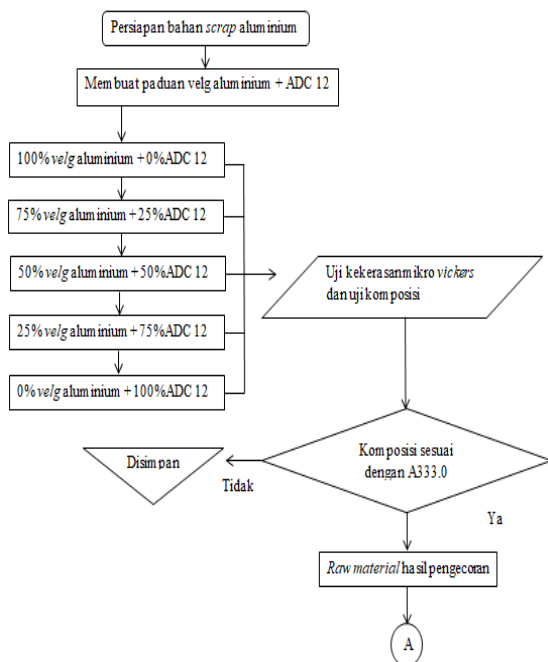 Persiapan bahan scrap aluminium
Membuat paduan velg aluminium + ADC 12
100% velg aluminium + 0% ADC 12
75% velg aluminium + 25% ADC 12
50% velg aluminium + 50% ADC 12
25% velg aluminium + 75% ADC 12
0% velg aluminium + 100% ADC 12
Uji kekerasanmikro vickers
dan uji komposisi
Komposisi sesuai
dengan A333.0
Disimpan
Tidak
Ya
Raw material hasil pengecoran
A